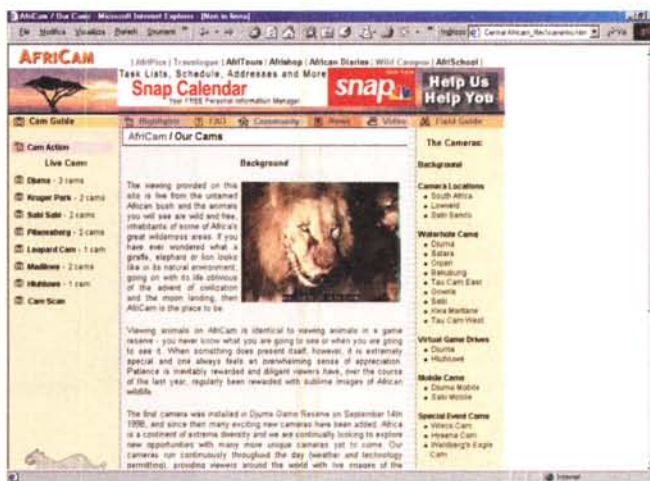 AfriCam / Our Cams - Microsoft Internet Explorer - [Non in linea]
File Modifica Visualizza Preferiti Strumenti
Indirizzo Vai
AFRICAM
| AfriPics | Travelogue | AfriTours | Afrishop | African Diaries | Wild Campus | AfriSchool |
Task Lists, Schedule, Addresses and More
Snap Calendar
Your FREE Personal Information Manager
snap
Help Us
Help You
Cam Guide
Highlights FAQ Community News Video Field Guide
Cam Action
Live Cams:
Djuma - 3 cams
Kruger Park - 2 cams
Sabi Sabi - 2 cams
Pilanesberg - 2 cams
Leopard Cam - 1 cam
Madikwe - 2 cams
Hluhluwe - 1 cam
Cam Scan
AfriCam / Our Cams
Background
The viewing provided on this
site is live from the untamed
African bush and the animals
you will see are wild and free,
inhabitants of some of Africa's
great wilderness areas. If you
have ever wondered what a
giraffe, elephant or lion looks
like in its natural environment,
going on with its life oblivious
of the advent of civilization
and the moon landing, then
AfriCam is the place to be.
Viewing animals on AfriCam is identical to viewing animals in a game
reserve - you never know what you are going to see or when you are going
to see it. When something does present itself, however, it is extremely
special and one always feels an overwhelming sense of appreciation.
Patience is inevitably rewarded and diligent viewers have, over the course
of the last year, regularly been rewarded with sublime images of African
wildlife.
The first camera was installed in Djuma Game Reserve on September 14th
1998, and since then many exciting new cameras have been added. Africa
is a continent of extreme diversity and we are continually looking to explore
new opportunities with many more unique cameras yet to come. Our
cameras run continuously throughout the day (weather and technology
permitting), providing viewers around the world with live images of the
The Cameras:
Background
Camera Locations
South Africa
Lowveld
Sabi Sands
Waterhole Cams
Djuma
Satara
Orpen
Bakubung
Tau Cam East
Gowrie
Sabi
Kwa Maritane
Tau Cam West
Virtual Game Drives
Djuma
Hluhluwe
Mobile Cams
Djuma Mobile
Sabi Mobile
Special Event Cams
Wreck Cam
Hyaena Cam
Wahlberg's Eagle
Cam
Internet